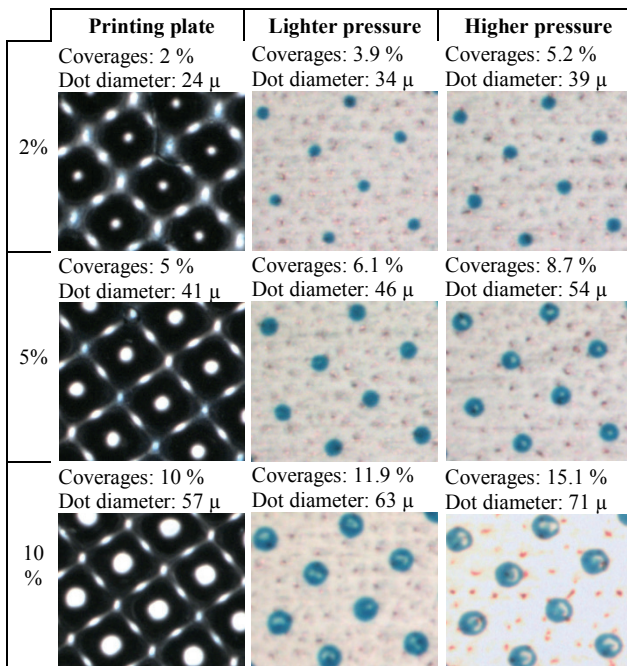 Printing plate Lighter pressure Higher pressure
2%
Coverages: 2 % Coverages: 3.9 % Coverages: 5.2 %
Dot diameter: 24 μ Dot diameter: 34 μ Dot diameter: 39 μ
5%
Coverages: 5 % Coverages: 6.1 % Coverages: 8.7 %
Dot diameter: 41 μ Dot diameter: 46 μ Dot diameter: 54 μ
10
%
Coverages: 10 % Coverages: 11.9 % Coverages: 15.1 %
Dot diameter: 57 μ Dot diameter: 63 μ Dot diameter: 71 μ